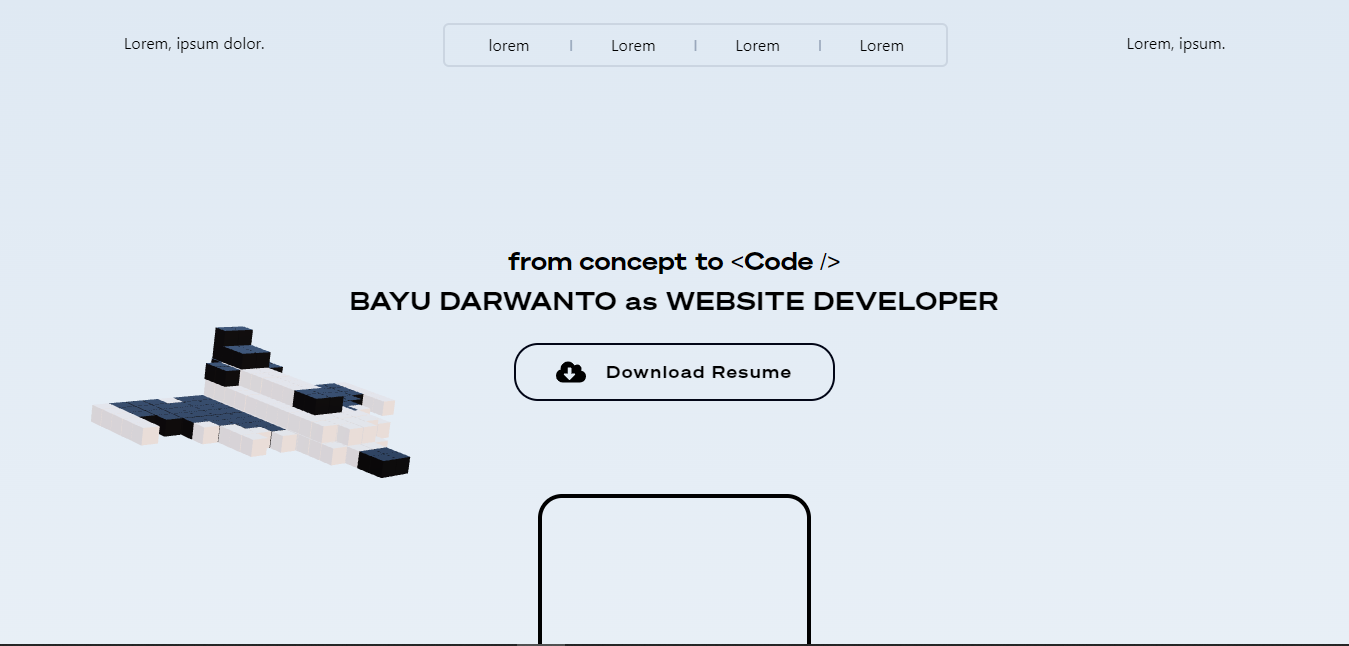 Lorem, ipsum dolor.
lorem | Lorem | Lorem | Lorem
Lorem, ipsum.
from concept to <Code />
BAYU DARWANTO as WEBSITE DEVELOPER
Download Resume